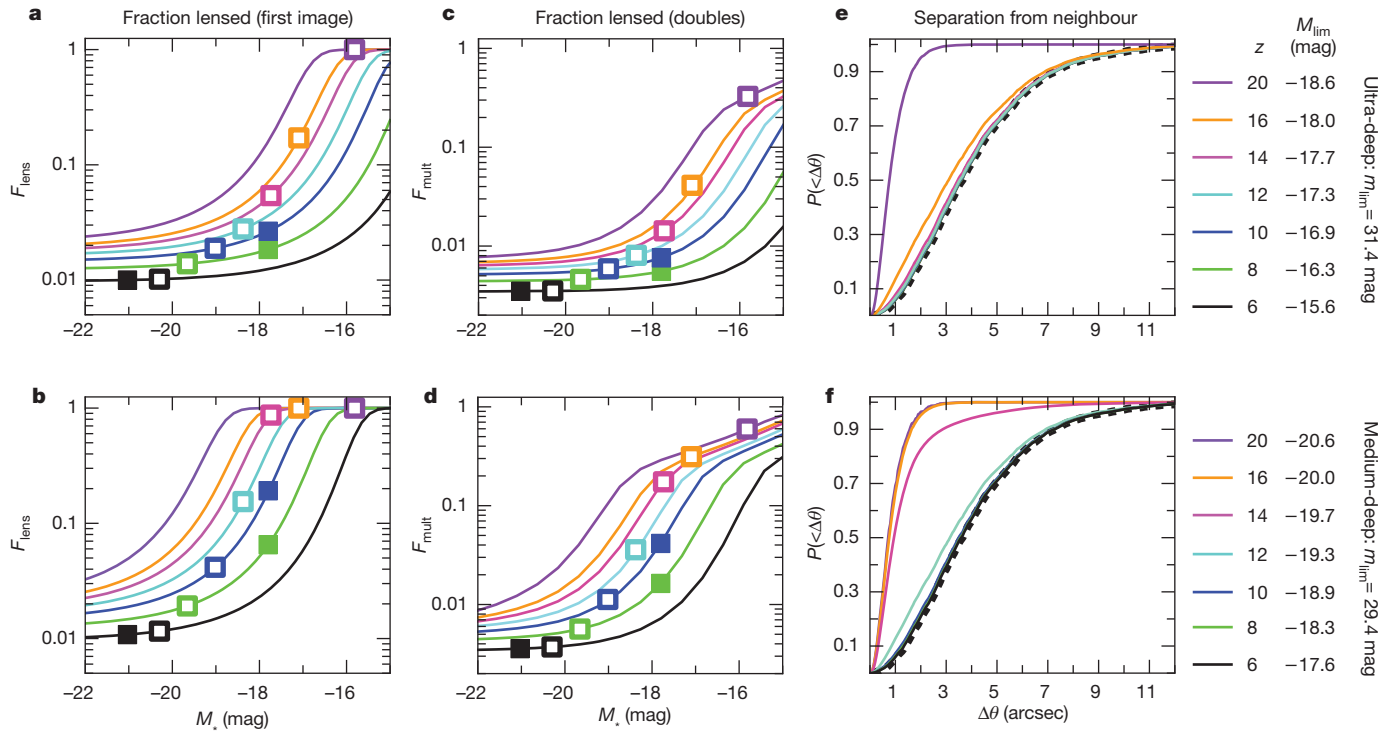 a
Fraction lensed (first image)
1
0.1
0.01
F_lens
−22
−20
−18
−16
c
Fraction lensed (doubles)
1
0.1
0.01
F_mult
−22
−20
−18
−16
e
Separation from neighbour
0.9
0.7
0.5
0.3
0.1
P(<Δθ)
1
3
5
7
9
11
z
M_lim
(mag)
20 −18.6
16 −18.0
14 −17.7
12 −17.3
10 −16.9
8 −16.3
6 −15.6
Ultra-deep: m_lim= 31.4 mag
b
1
0.1
0.01
F_lens
−22
−20
−18
−16
M⋆ (mag)
d
1
0.1
0.01
F_mult
−22
−20
−18
−16
M⋆ (mag)
f
0.9
0.7
0.5
0.3
0.1
P(<Δθ)
1
3
5
7
9
11
Δθ (arcsec)
20 −20.6
16 −20.0
14 −19.7
12 −19.3
10 −18.9
8 −18.3
6 −17.6
Medium-deep: m_lim= 29.4 mag